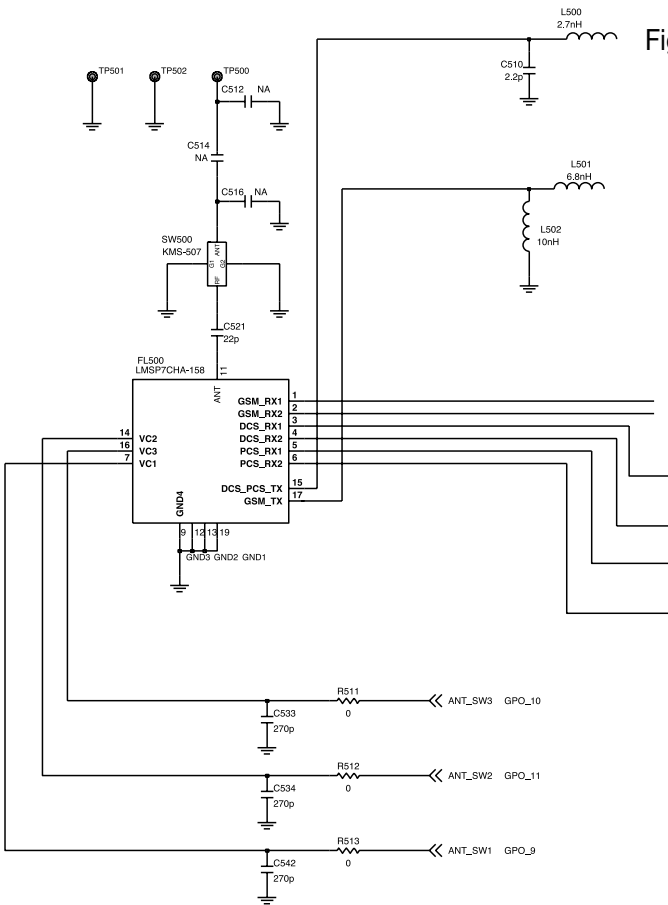 L500
2.7nH
Fi
TP501
TP502
TP500
C510
2.2p
C512 NA
C514
NA
L501
6.8nH
C516 NA
L502
10nH
SW500
KMS-507
ANT
G1
G2
RF
C521
22p
FL500
LMSP7CHA-158
11
ANT
GSM_RX1 1
GSM_RX2 2
DCS_RX1 3
14 VC2
DCS_RX2 4
16 VC3
PCS_RX1 5
7 VC1
PCS_RX2 6
DCS_PCS_TX 15
GSM_TX 17
GND4
9 12 13 19
GND3 GND2 GND1
R511
0
ANT_SW3 GPO_10
C533
270p
R512
0
ANT_SW2 GPO_11
C534
270p
R513
0
ANT_SW1 GPO_9
C542
270p